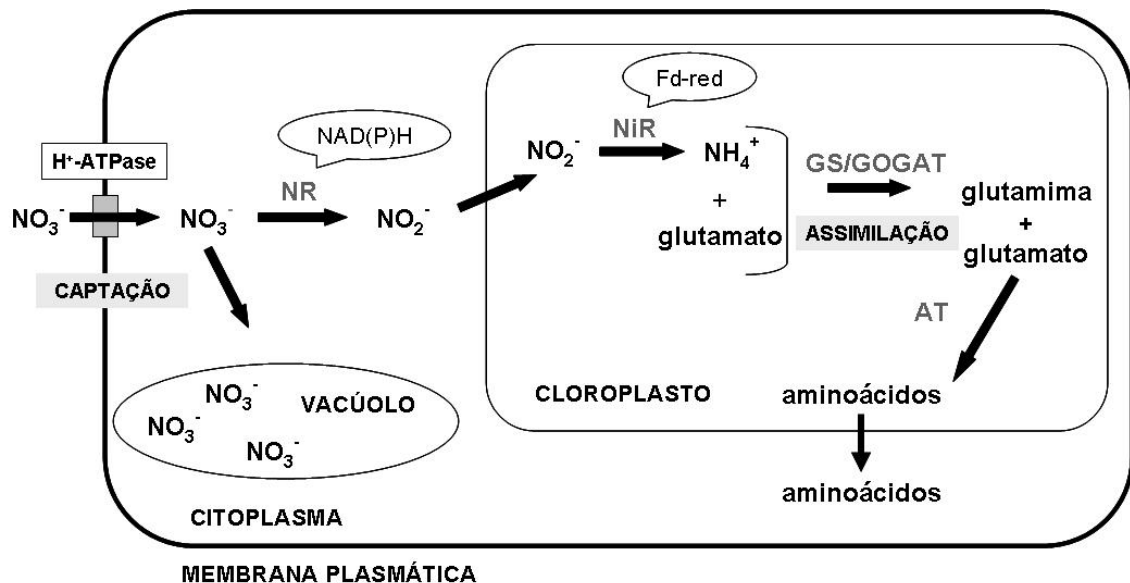 Fd-red
NAD(P)H
H⁺-ATPase
NO₃⁻
NO₃⁻
NR
NO₂⁻
NO₂⁻
NiR
NH₄⁺
+
glutamato
GS/GOGAT
ASSIMILAÇÃO
glutamima
+
glutamato
CAPTAÇÃO
AT
NO₃⁻
VACÚOLO
NO₃⁻
NO₃⁻
CLOROPLASTO
aminoácidos
aminoácidos
CITOPLASMA
MEMBRANA PLASMÁTICA